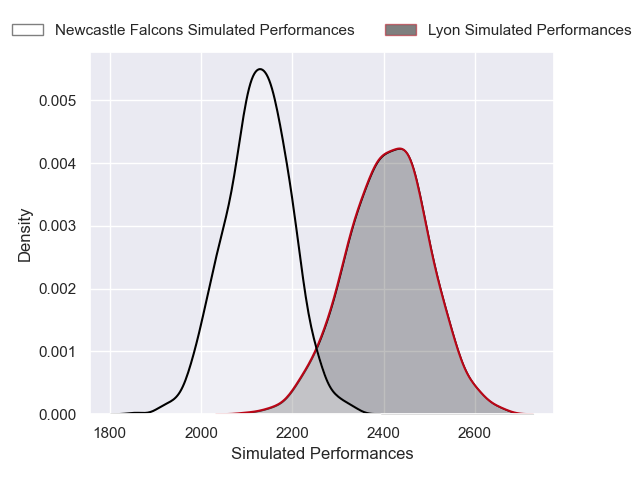 Newcastle Falcons Simulated Performances Lyon Simulated Performances
0.005
0.004
0.003
0.002
0.001
0.000
Density
1800 2000 2200 2400 2600
Simulated Performances